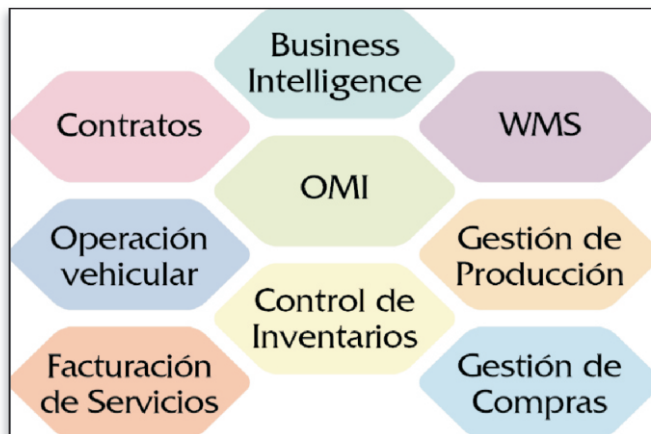 Business
Intelligence
Contratos
WMS
OMI
Operación
vehicular
Gestión de
Producción
Control de
Inventarios
Facturación
de Servicios
Gestión de
Compras